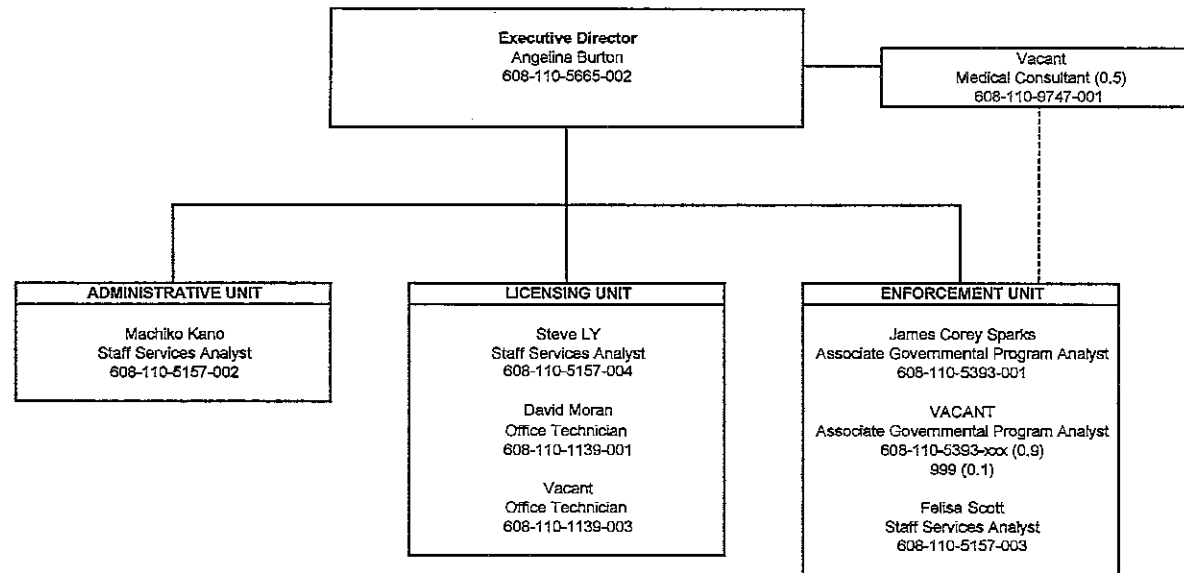 Executive Director
Angelina Burton
608-110-5665-002
Vacant
Medical Consultant (0.5)
608-110-9747-001
ADMINISTRATIVE UNIT
Machiko Kano
Staff Services Analyst
608-110-5157-002
LICENSING UNIT
Steve LY
Staff Services Analyst
608-110-5157-004
David Moran
Office Technician
608-110-1139-001
Vacant
Office Technician
608-110-1139-003
ENFORCEMENT UNIT
James Corey Sparks
Associate Governmental Program Analyst
608-110-5393-001
VACANT
Associate Governmental Program Analyst
608-110-5393-xxx (0.9)
999 (0.1)
Felisa Scott
Staff Services Analyst
608-110-5157-003